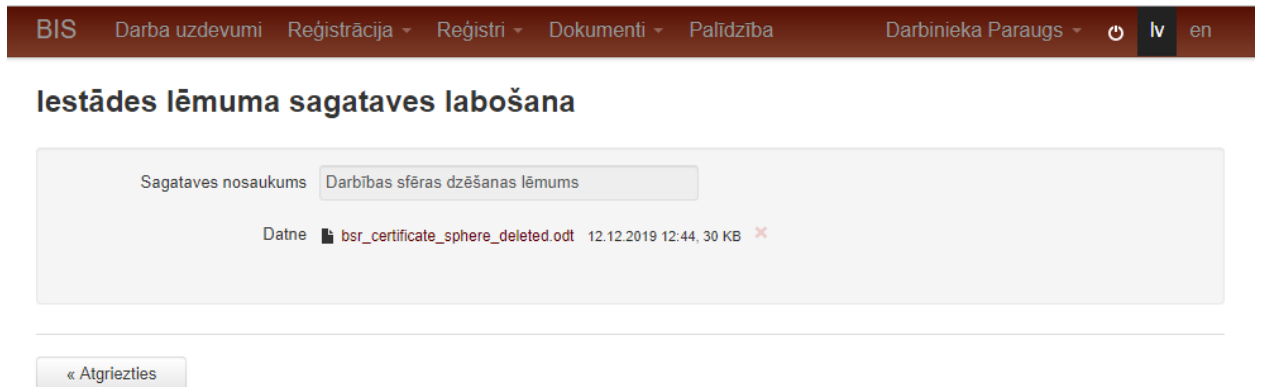 BIS Darba uzdevumi Reģistrācija Reģistri Dokumenti Palīdzība Darbinieka Paraugs lv en
Iestādes lēmuma sagataves labošana
Sagataves nosaukums Darbības sfēras dzēšanas lēmums
Datne bsr_certificate_sphere_deleted.odt 12.12.2019 12:44, 30 KB
« Atgriezties